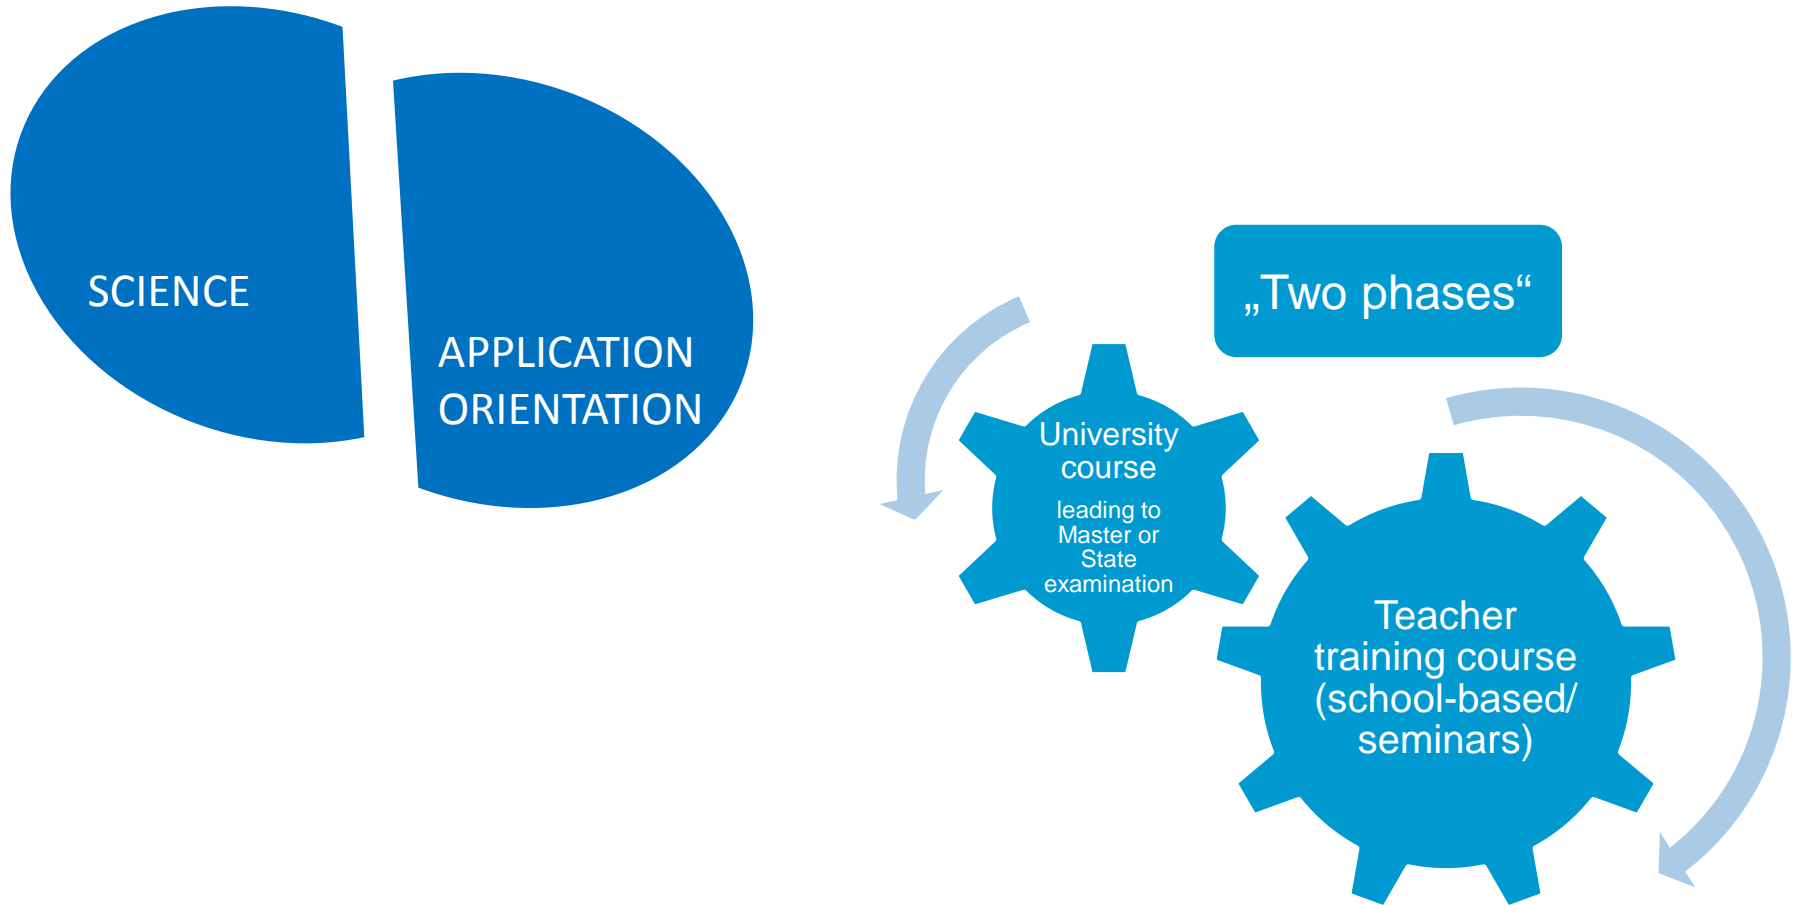 SCIENCE
APPLICATION
ORIENTATION
„Two phases“
University
course
leading to
Master or
State
examination
Teacher
training course
(school-based/
seminars)